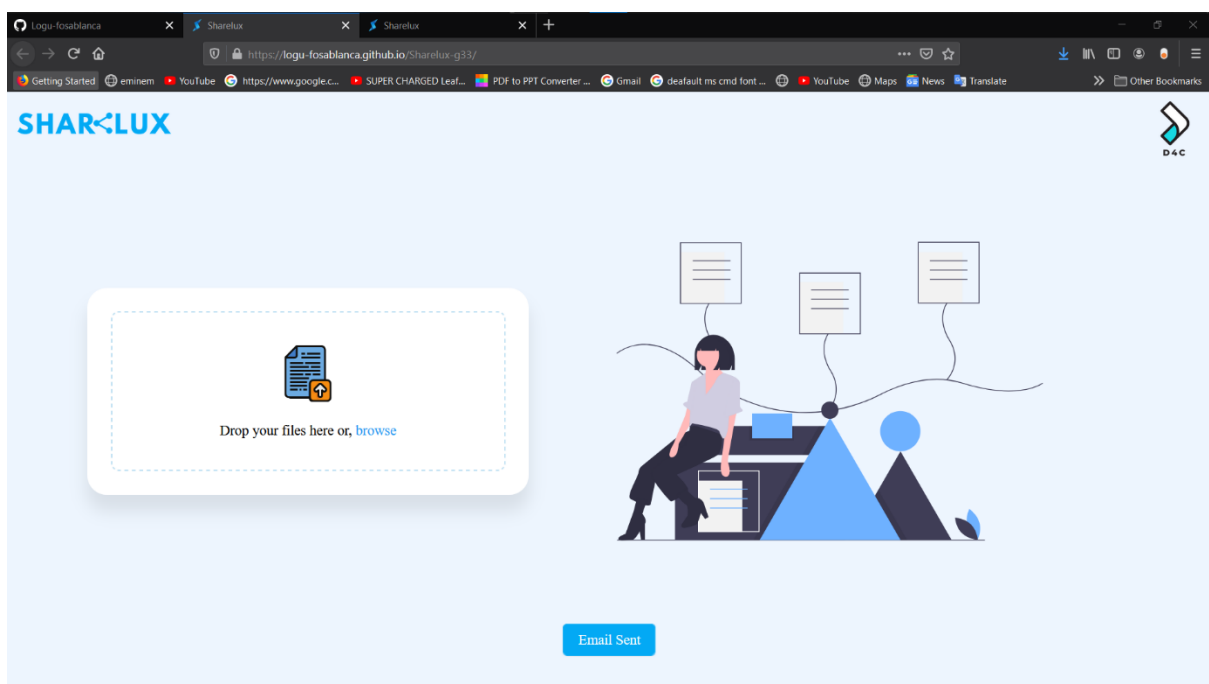 Logu-fosablanca
Sharelux
Sharelux
https://logu-fosablanca.github.io/Sharelux-g33/
Getting Started eminem YouTube https://www.google.c... SUPER CHARGED Leaf... PDF to PPT Converter ... Gmail deafault ms cmd font ... YouTube Maps News Translate Other Bookmarks
SHAR<LUX
D4C
Drop your files here or, browse
Email Sent